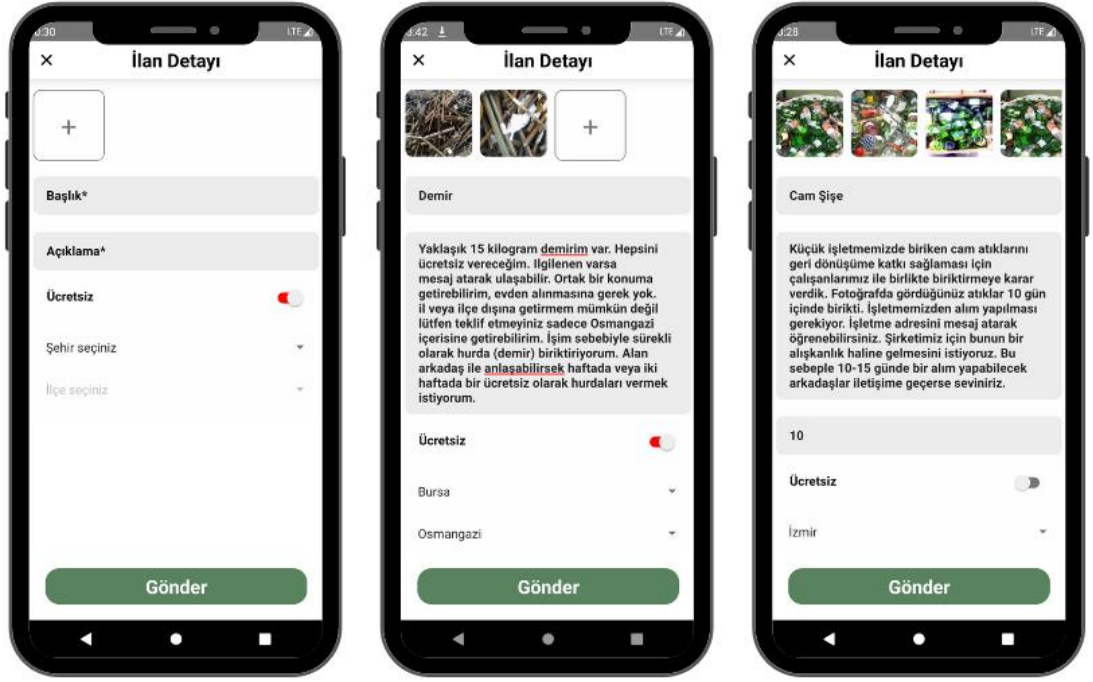 0:30
LTE
İlan Detayı
+
Başlık*
Açıklama*
Ücretsiz
Şehir seçiniz
İlçe seçiniz
Gönder
3:42
LTE
İlan Detayı
+
Demir
Yaklaşık 15 kilogram demirim var. Hepsini
ücretsiz vereceğim. Ilgilenen varsa
mesaj atarak ulaşabilir. Ortak bir konuma
getirebilirim, evden alınmasına gerek yok.
il veya ilçe dışına getirmem mümkün değil
lütfen teklif etmeyiniz sadece Osmangazi
içerisine getirebilirim. İşim sebebiyle sürekli
olarak hurda (demir) biriktiriyorum. Alan
arkadaş ile anlaşabilirsek haftada veya iki
haftada bir ücretsiz olarak hurdaları vermek
istiyorum.
Ücretsiz
Bursa
Osmangazi
Gönder
LTE
İlan Detayı
Cam Şişe
Küçük işletmemizde biriken cam atıklarını
geri dönüşüme katkı sağlaması için
çalışanlarımız ile birlikte biriktirmeye karar
verdik. Fotoğrafda gördüğünüz atıklar 10 gün
içinde birikti. İşletmemizden alım yapılması
gerekiyor. İşletme adresini mesaj atarak
öğrenebilirsiniz. Şirketimiz için bunun bir
alışkanlık haline gelmesini istiyoruz. Bu
sebeple 10-15 günde bir alım yapabilecek
arkadaşlar iletişime geçerse seviniriz.
10
Ücretsiz
İzmir
Gönder